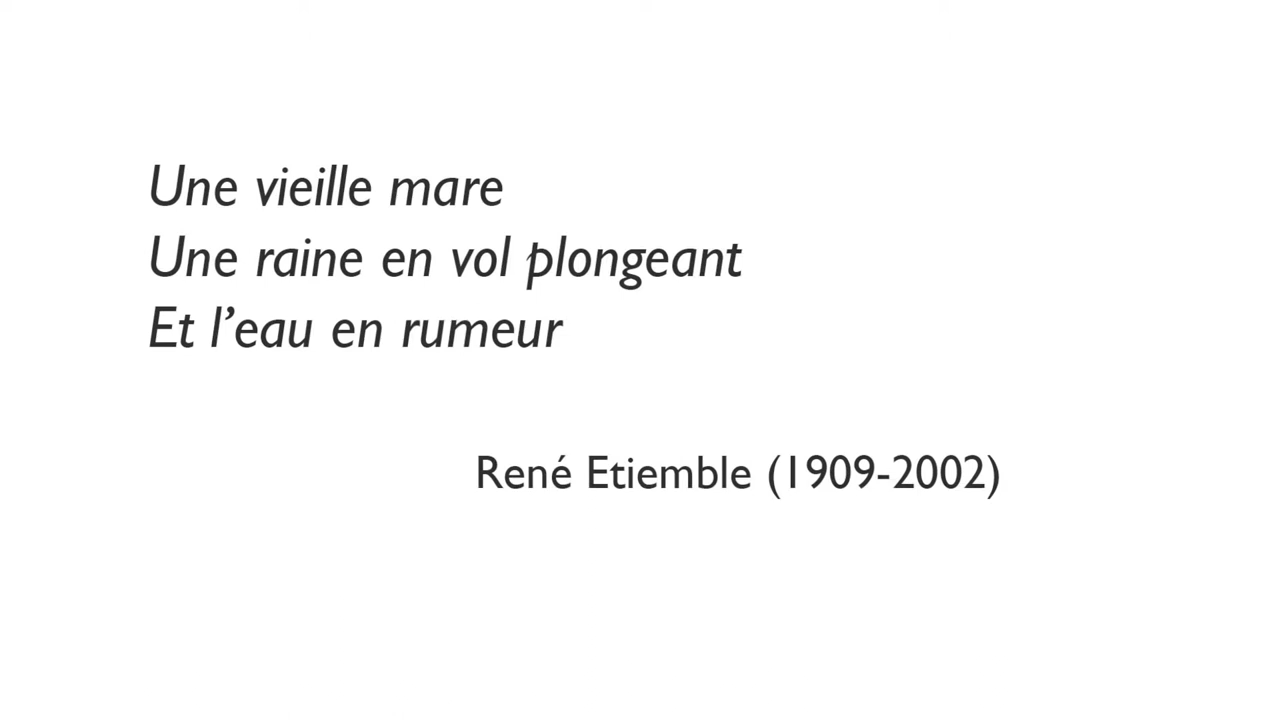 Une vieille mare
Une raine en vol plongeant
Et l’eau en rumeur
René Etiemble (1909-2002)